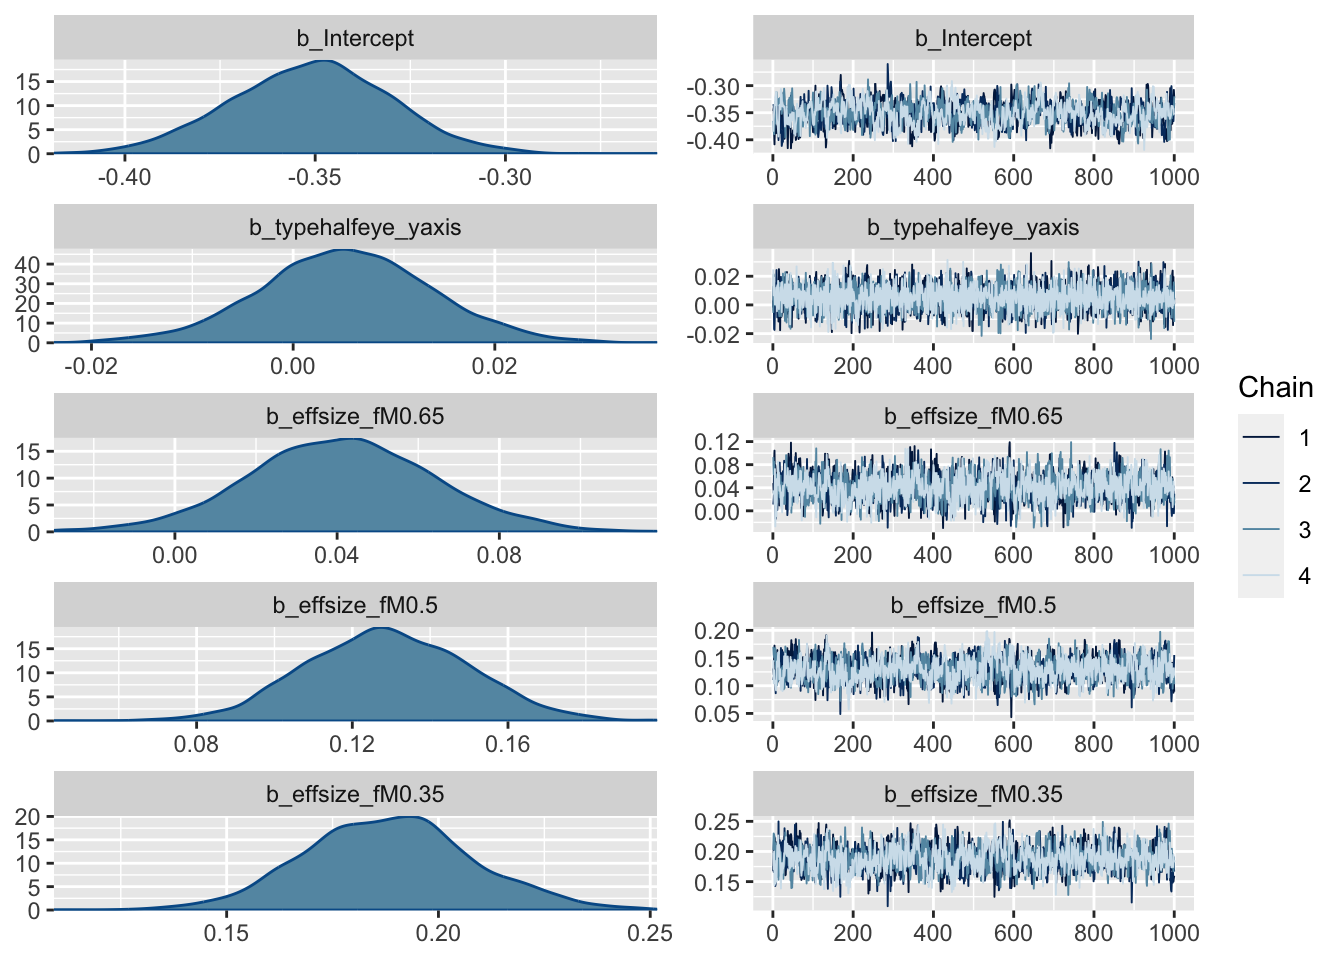 b_Intercept
15
10
5
0
-0.40 -0.35 -0.30
b_Intercept
-0.30
-0.35
-0.40
0 200 400 600 800 1000
b_typehalfeye_yaxis
40
30
20
10
0
-0.02 0.00 0.02
b_typehalfeye_yaxis
0.02
0.00
-0.02
0 200 400 600 800 1000
b_effsize_fM0.65
15
10
5
0
0.00 0.04 0.08
b_effsize_fM0.65
0.12
0.08
0.04
0.00
0 200 400 600 800 1000
b_effsize_fM0.5
15
10
5
0
0.08 0.12 0.16
b_effsize_fM0.5
0.20
0.15
0.10
0.05
0 200 400 600 800 1000
b_effsize_fM0.35
20
15
10
5
0
0.15 0.20 0.25
b_effsize_fM0.35
0.25
0.20
0.15
0 200 400 600 800 1000
Chain
1
2
3
4